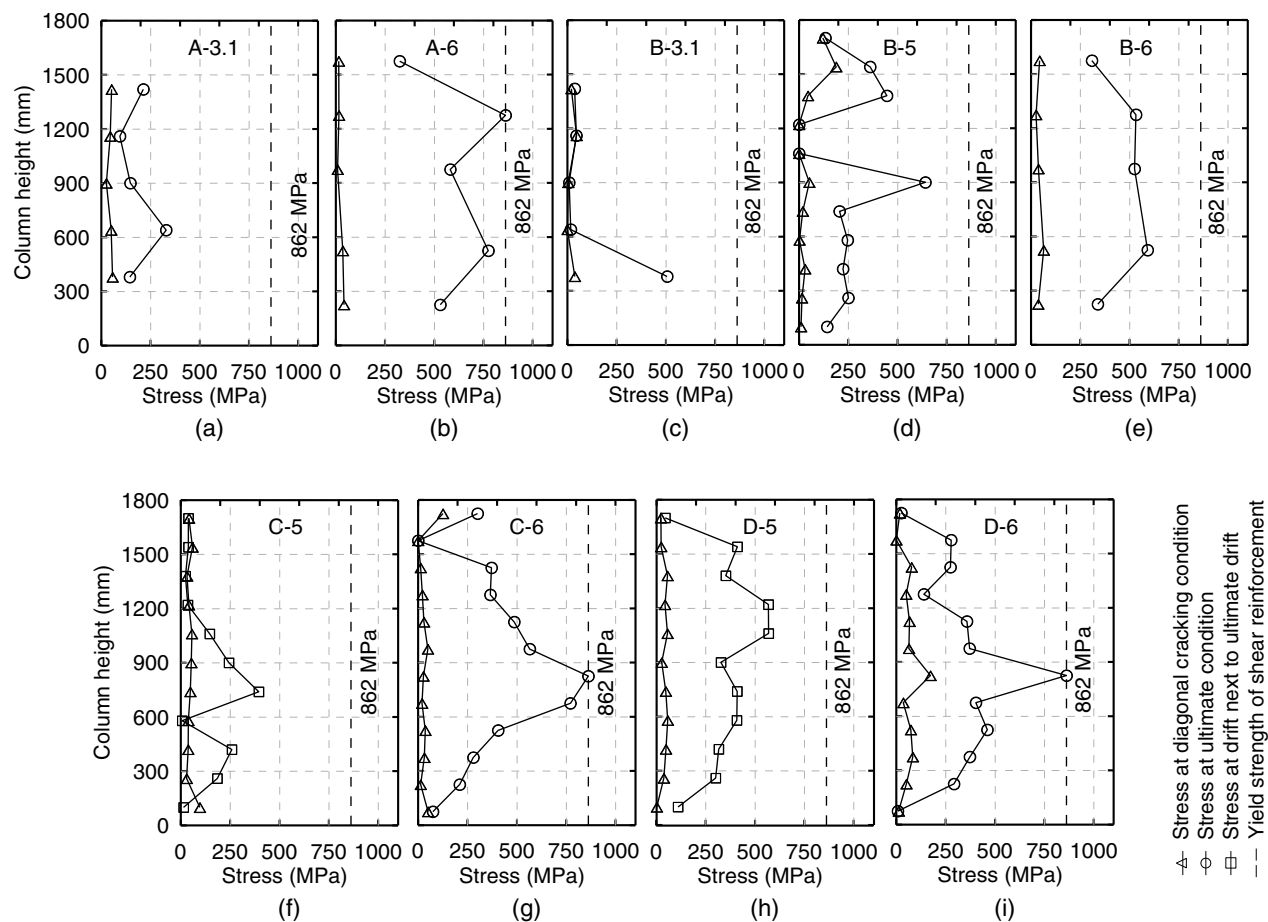 1800
1500
1200
900
600
300
0
Column height (mm)
A-3.1
A-6
B-3.1
B-5
B-6
862 MPa
862 MPa
862 MPa
862 MPa
862 MPa
0 250 500 750 1000
0 250 500 750 1000
0 250 500 750 1000
0 250 500 750 1000
0 250 500 750 1000
Stress (MPa)
Stress (MPa)
Stress (MPa)
Stress (MPa)
Stress (MPa)
(a)
(b)
(c)
(d)
(e)
1800
1500
1200
900
600
300
0
Column height (mm)
C-5
C-6
D-5
D-6
862 MPa
862 MPa
862 MPa
862 MPa
0 250 500 750 1000
0 250 500 750 1000
0 250 500 750 1000
0 250 500 750 1000
Stress (MPa)
Stress (MPa)
Stress (MPa)
Stress (MPa)
(f)
(g)
(h)
(i)
Stress at diagonal cracking condition
Stress at ultimate condition
Stress at drift next to ultimate drift
Yield strength of shear reinforcement